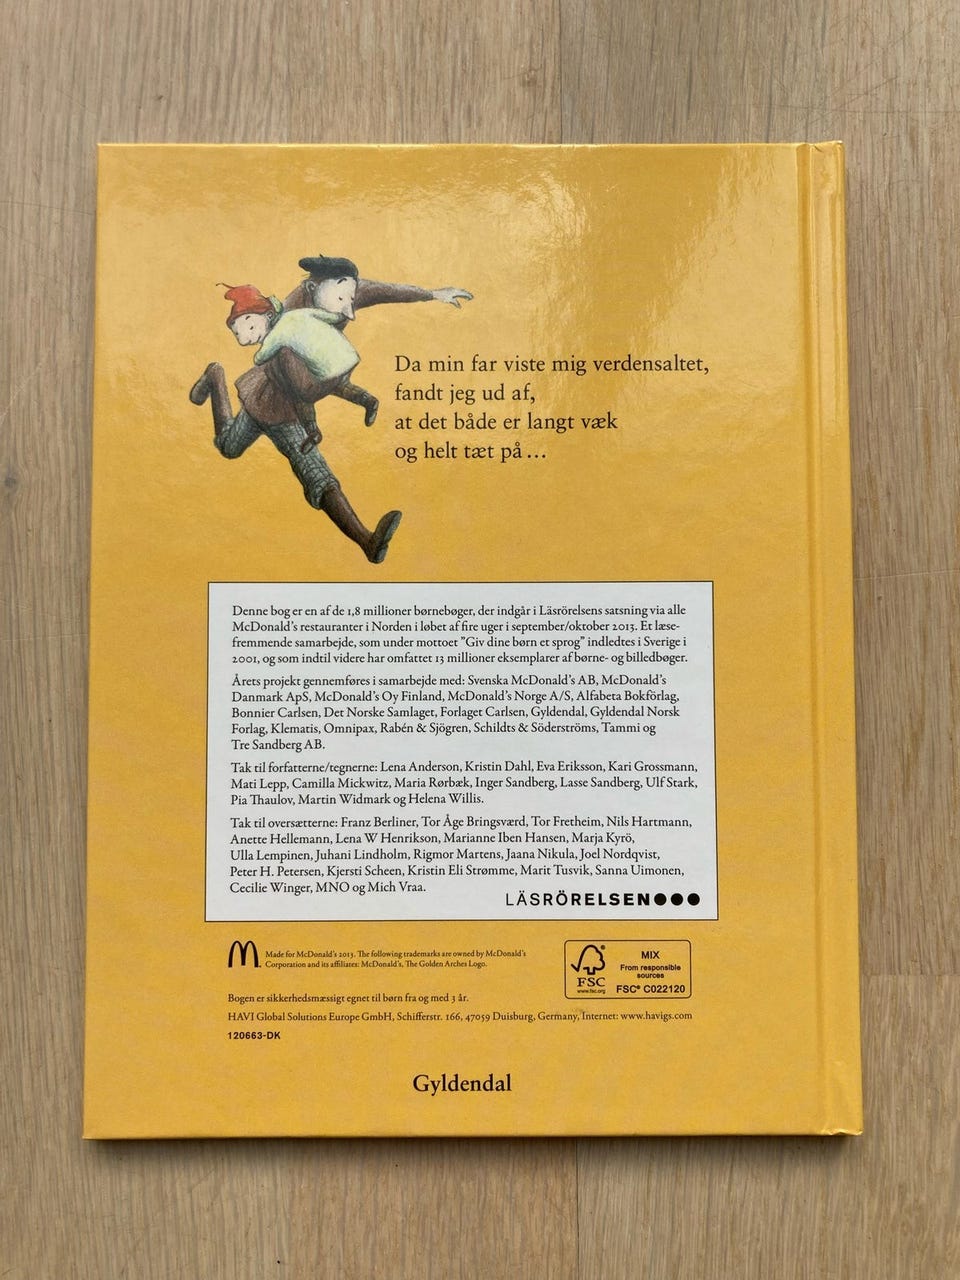 Da min far viste mig verdensaltet,
fandt jeg ud af,
at det både er langt væk
og helt tæt på...
Denne bog er en af de 1,8 millioner børnebøger, der indgår i Läsrörelsens satsning via alle
McDonald's restauranter i Norden i løbet af fire uger i september/oktober 2013. Et læse-
fremmende samarbejde, som under mottoet "Giv dine børn et sprog" indledtes i Sverige i
2001, og som indtil videre har omfattet 13 millioner eksemplarer af børne- og billedbøger.
Årets projekt gennemføres i samarbejde med: Svenska McDonald's AB, McDonald's
Danmark ApS, McDonald's Oy Finland, McDonald's Norge A/S, Alfabeta Bokförlag,
Bonnier Carlsen, Det Norske Samlaget, Forlaget Carlsen, Gyldendal, Gyldendal Norsk
Forlag, Klematis, Omnipax, Rabén & Sjögren, Schildts & Söderströms, Tammi og
Tre Sandberg AB.
Tak til forfatterne/tegnerne: Lena Anderson, Kristin Dahl, Eva Eriksson, Kari Grossmann,
Mati Lepp, Camilla Mickwitz, Maria Rørbæk, Inger Sandberg, Lasse Sandberg, Ulf Stark,
Pia Thaulov, Martin Widmark og Helena Willis.
Tak til oversætterne: Franz Berliner, Tor Åge Bringsværd, Tor Fretheim, Nils Hartmann,
Anette Hellemann, Lena W Henrikson, Marianne Iben Hansen, Marja Kyrö,
Ulla Lempinen, Juhani Lindholm, Rigmor Martens, Jaana Nikula, Joel Nordqvist,
Peter H. Petersen, Kjersti Scheen, Kristin Eli Strømme, Marit Tusvik, Sanna Uimonen,
Cecilie Winger, MNO og Mich Vraa.
LÄSRÖRELSEN●●●
Made for McDonald's 2013. The following trademarks are owned by McDonald's
Corporation and its affiliates: McDonald's, The Golden Arches Logo.
FSC
www.fsc.org
MIX
From responsible
sources
FSC® C022120
Bogen er sikkerhedsmæssigt egnet til børn fra og med 3 år.
HAVI Global Solutions Europe GmbH, Schifferstr. 166, 47059 Duisburg, Germany, Internet: www.havigs.com
120663-DK
Gyldendal